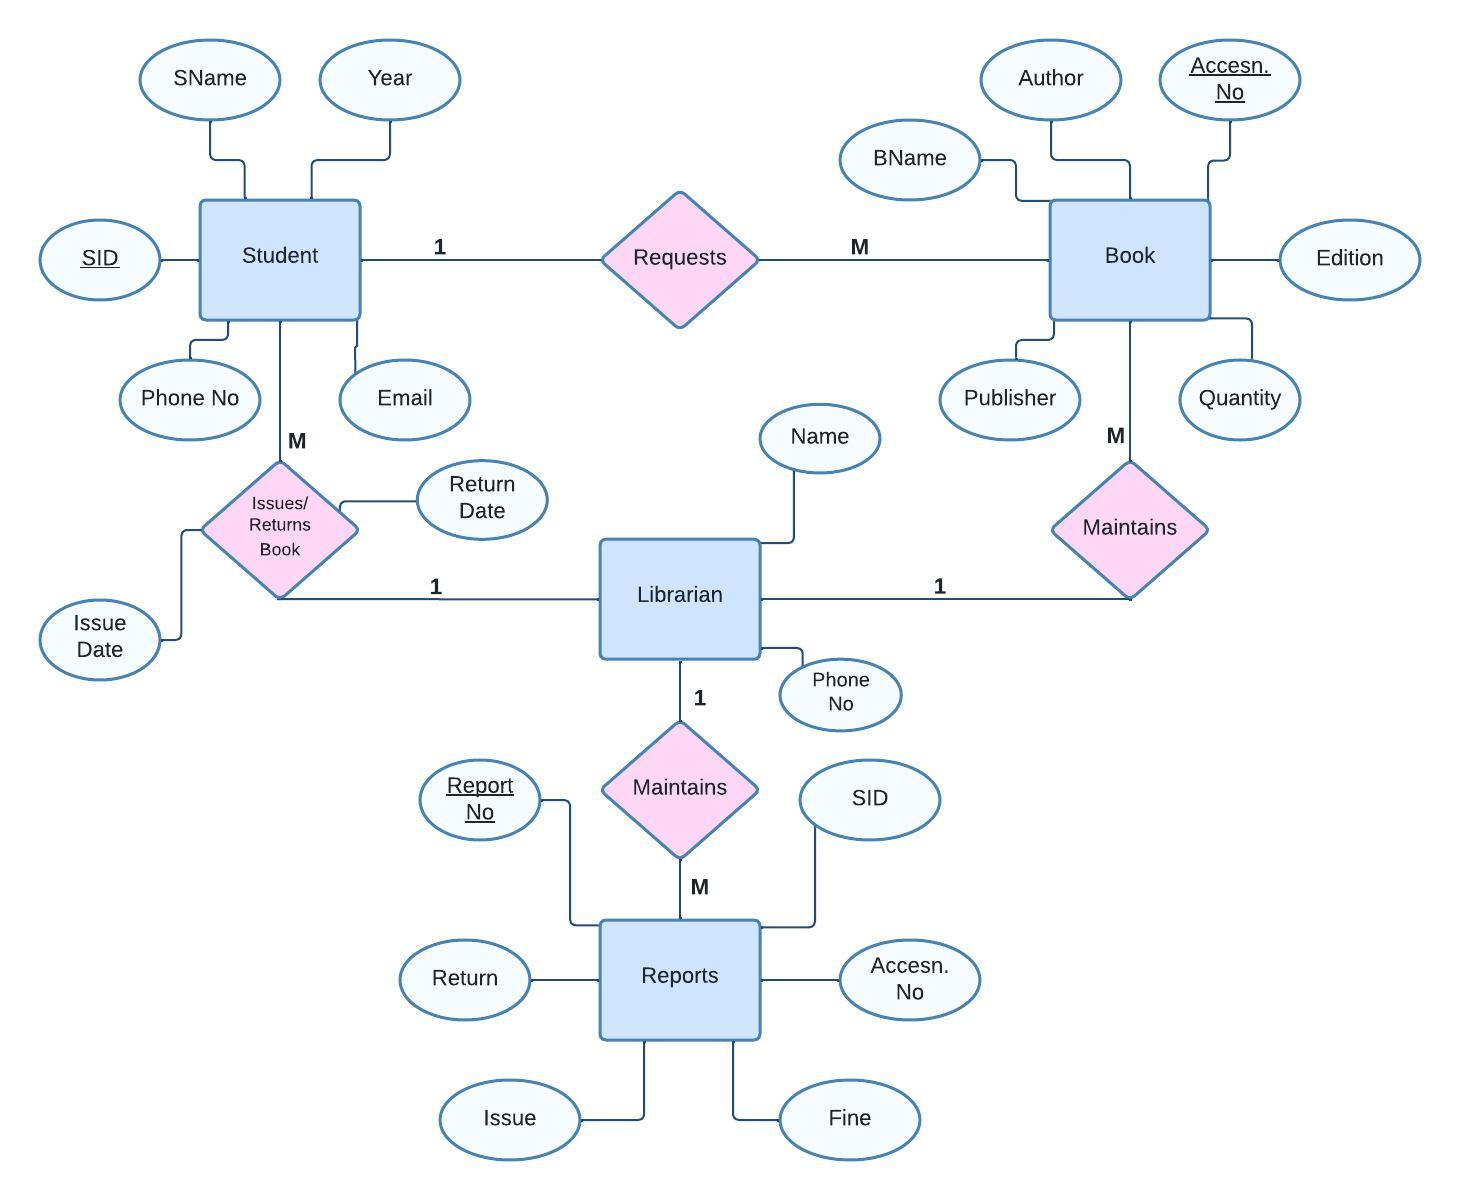 SName
Year
Author
Accesn.
No
BName
SID
Student
1
Requests
M
Book
Edition
Phone No
Email
Publisher
Quantity
M
Name
M
Return
Date
Issues/
Returns
Book
Maintains
1
Librarian
1
Issue
Date
Phone
No
1
Report
No
Maintains
SID
M
Return
Reports
Accesn.
No
Issue
Fine